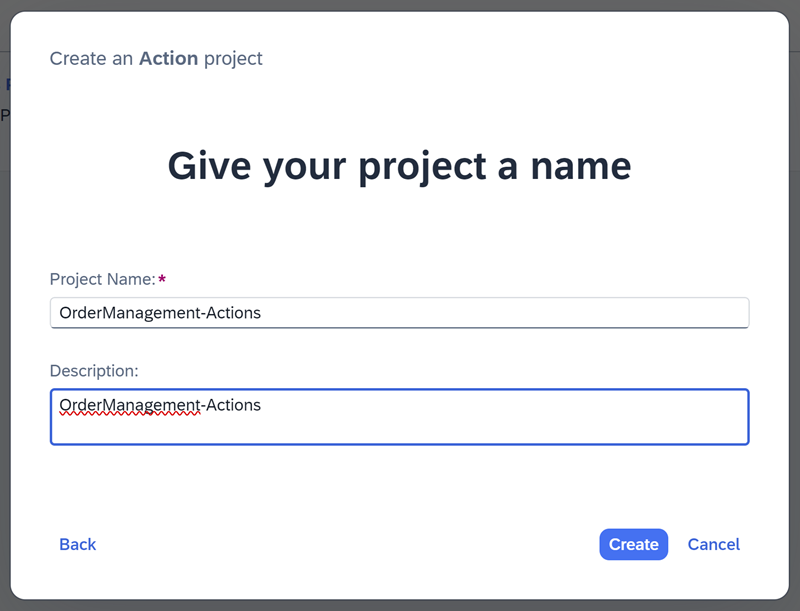 Create an Action project
Give your project a name
Project Name:*
OrderManagement-Actions
Description:
OrderManagement-Actions
Back
Create
Cancel